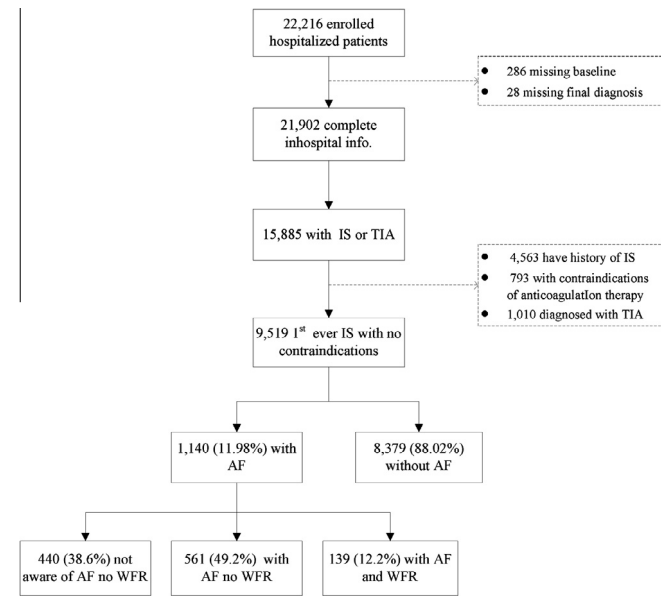 22,216 enrolled
hospitalized patients
286 missing baseline
28 missing final diagnosis
21,902 complete
inhospital info.
15,885 with IS or TIA
4,563 have history of IS
793 with contraindications
of anticoagulatIon therapy
1,010 diagnosed with TIA
9,519 1st ever IS with no
contraindications
1,140 (11.98%) with
AF
8,379 (88.02%)
without AF
440 (38.6%) not
aware of AF no WFR
561 (49.2%) with
AF no WFR
139 (12.2%) with AF
and WFR